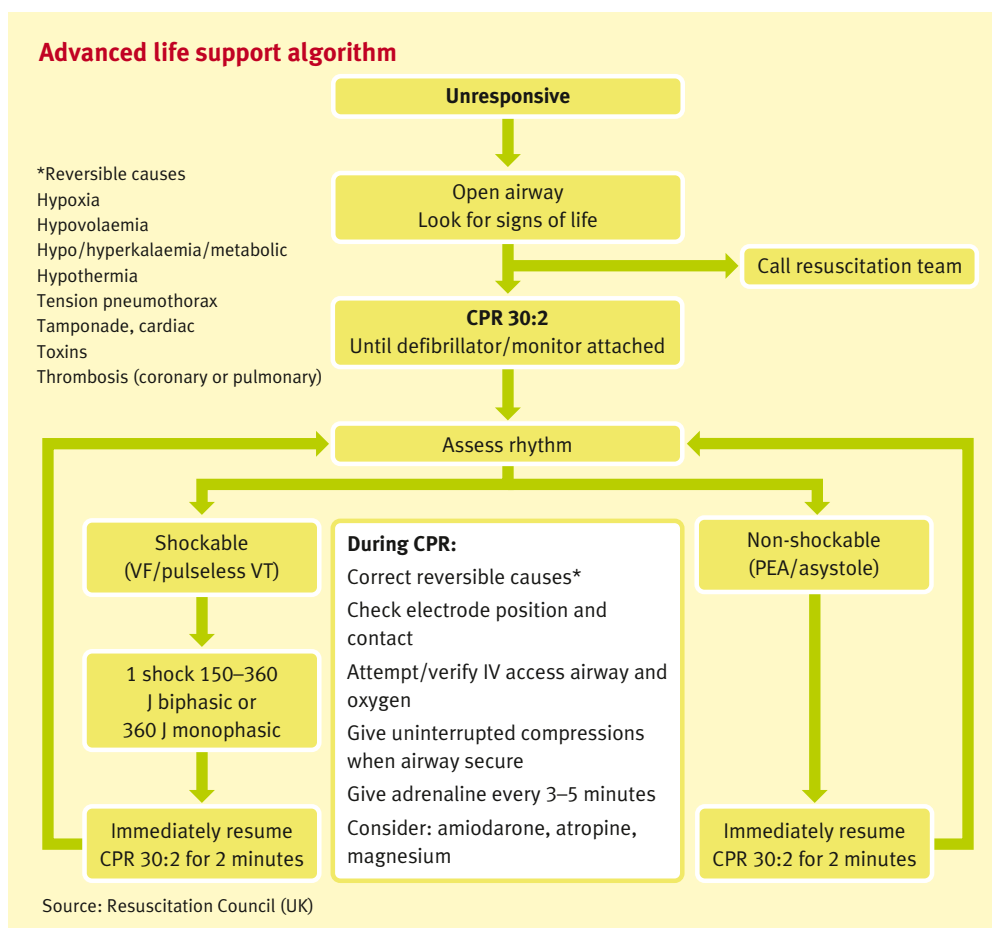 Advanced life support algorithm
Unresponsive
*Reversible causes
Hypoxia
Hypovolaemia
Hypo/hyperkalaemia/metabolic
Hypothermia
Tension pneumothorax
Tamponade, cardiac
Toxins
Thrombosis (coronary or pulmonary)
Open airway
Look for signs of life
Call resuscitation team
CPR 30:2
Until defibrillator/monitor attached
Assess rhythm
Shockable
(VF/pulseless VT)
1 shock 150–360
J biphasic or
360 J monophasic
Immediately resume
CPR 30:2 for 2 minutes
During CPR:
Correct reversible causes*
Check electrode position and
contact
Attempt/verify IV access airway and
oxygen
Give uninterrupted compressions
when airway secure
Give adrenaline every 3–5 minutes
Consider: amiodarone, atropine,
magnesium
Non-shockable
(PEA/asystole)
Immediately resume
CPR 30:2 for 2 minutes
Source: Resuscitation Council (UK)